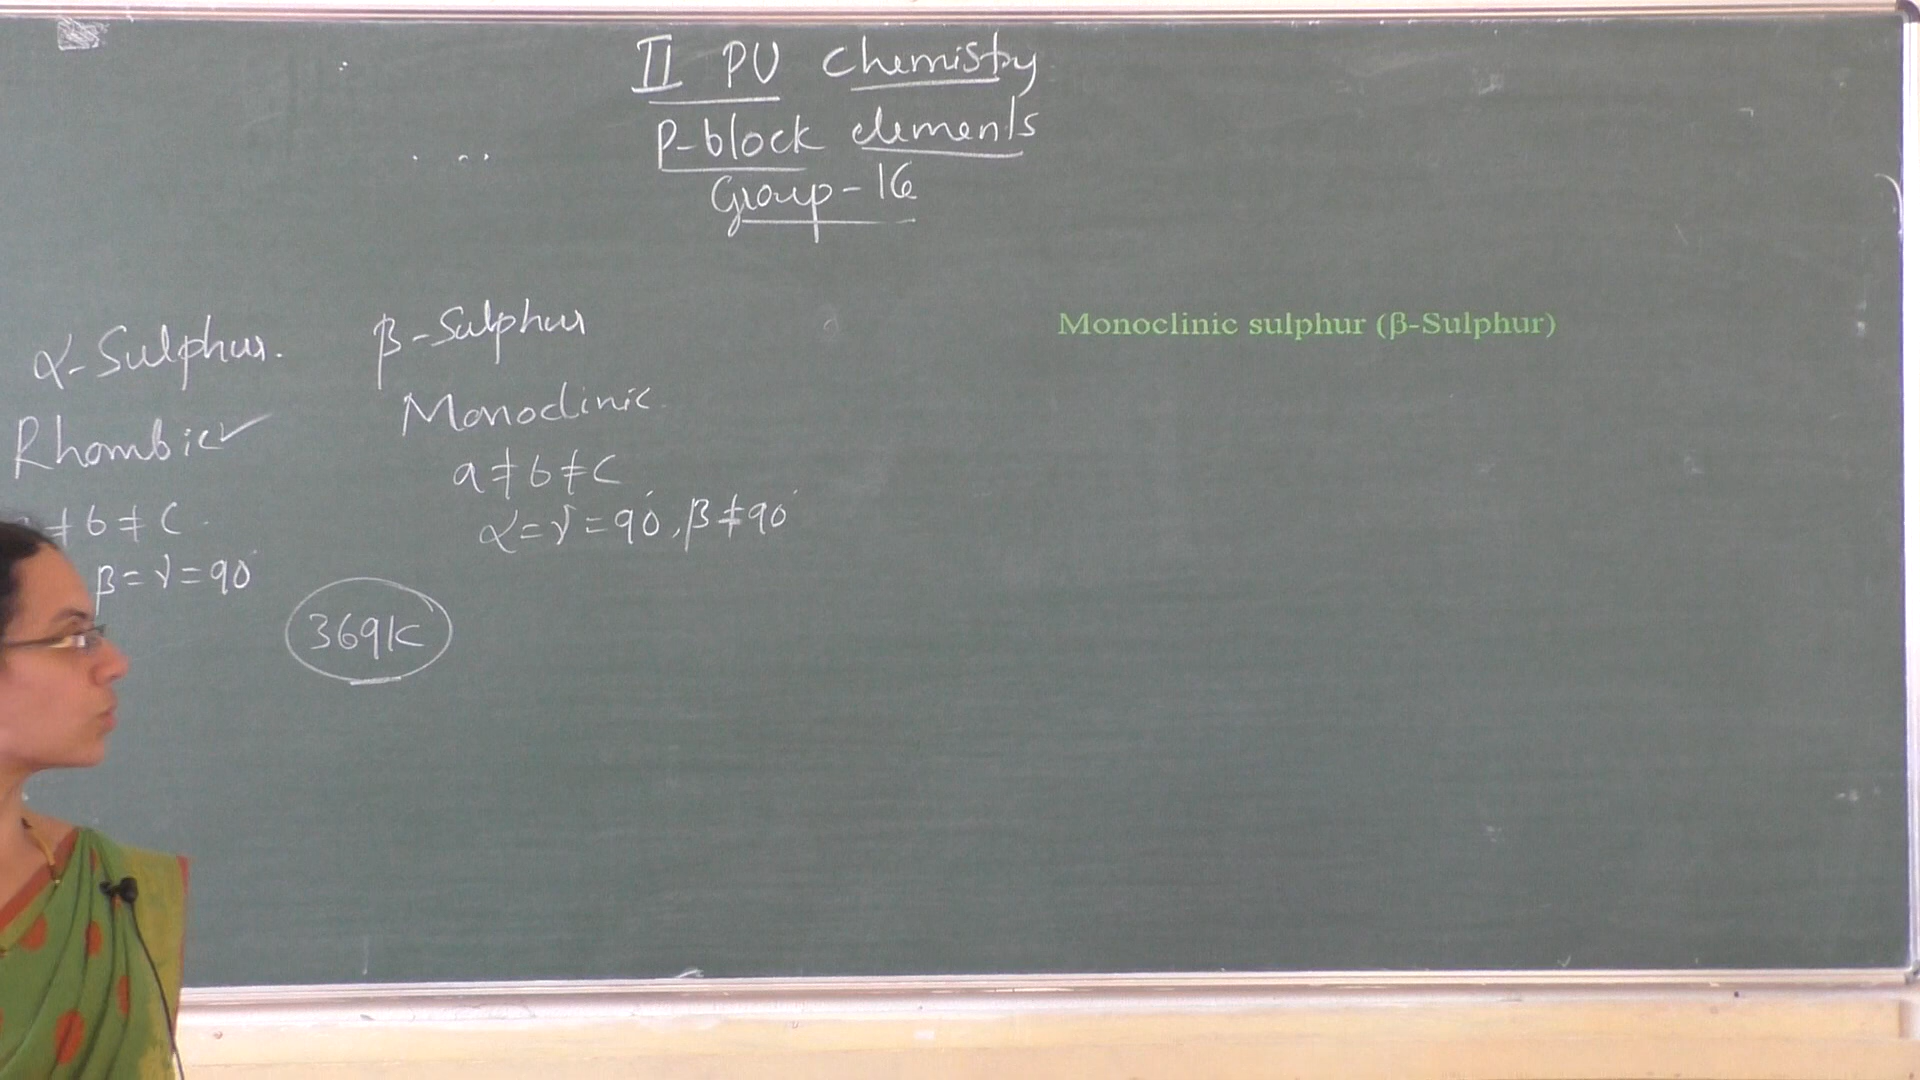 II PU Chemistry
P-block elements
Group-16
α-Sulphur.
Rhombic
≠ b ≠ c
β = γ = 90°
β-Sulphur
Monoclinic
a ≠ b ≠ c
α = γ = 90°, β ≠ 90°
369K
Monoclinic sulphur (β-Sulphur)